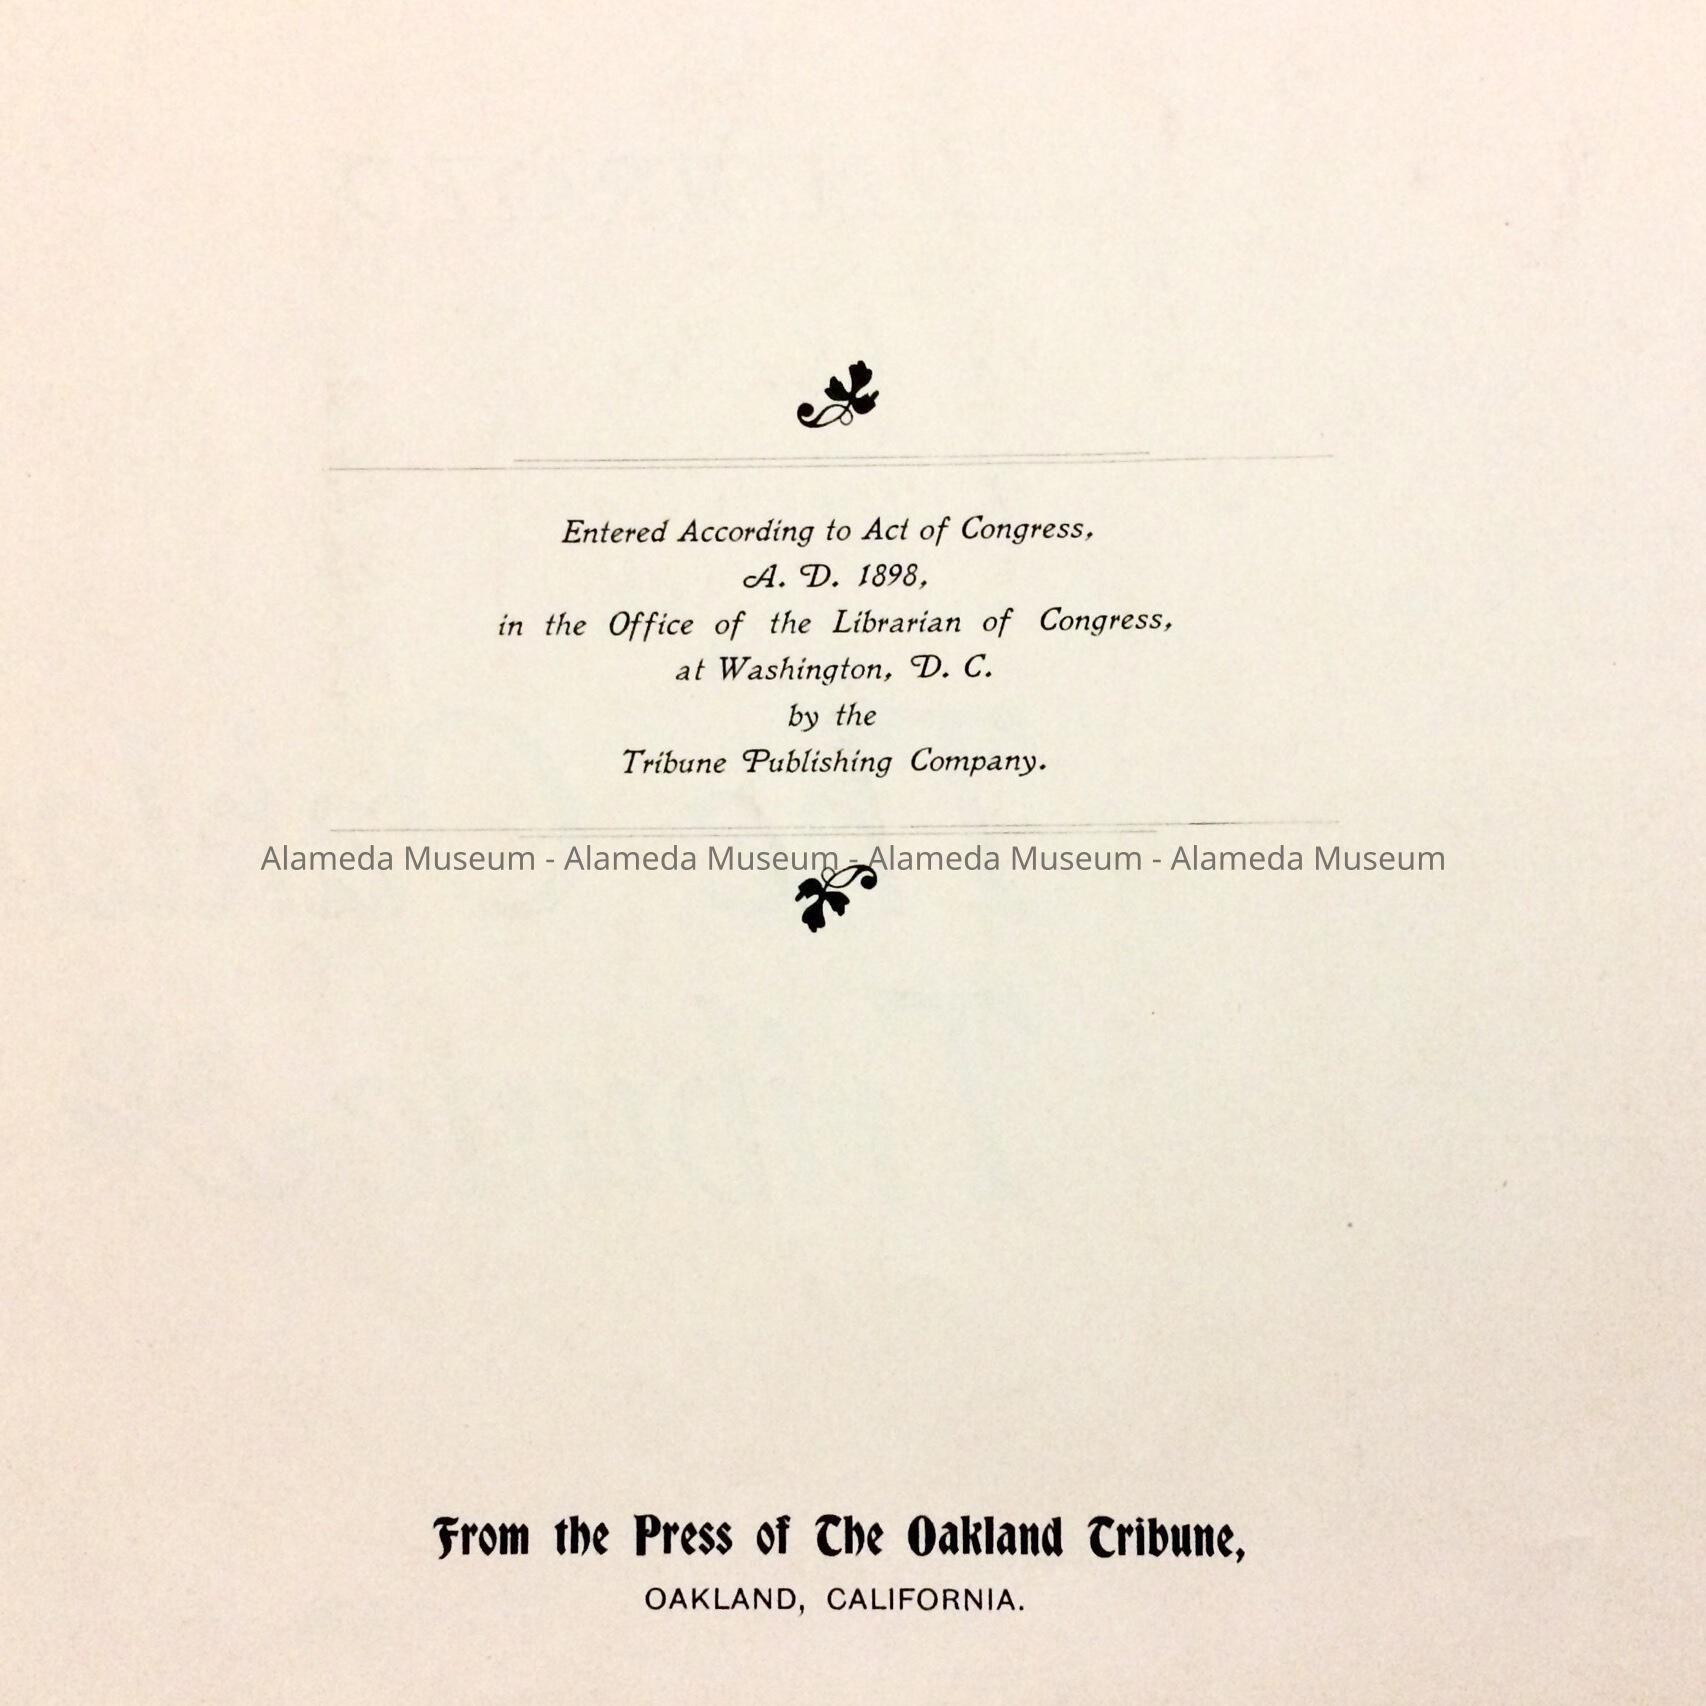 Entered According to Act of Congress,
A. D. 1898,
in the Office of the Librarian of Congress,
at Washington, D. C.
by the
Tribune Publishing Company.
Alameda Museum - Alameda Museum - Alameda Museum - Alameda Museum
From the Press of The Oakland Tribune,
OAKLAND, CALIFORNIA.